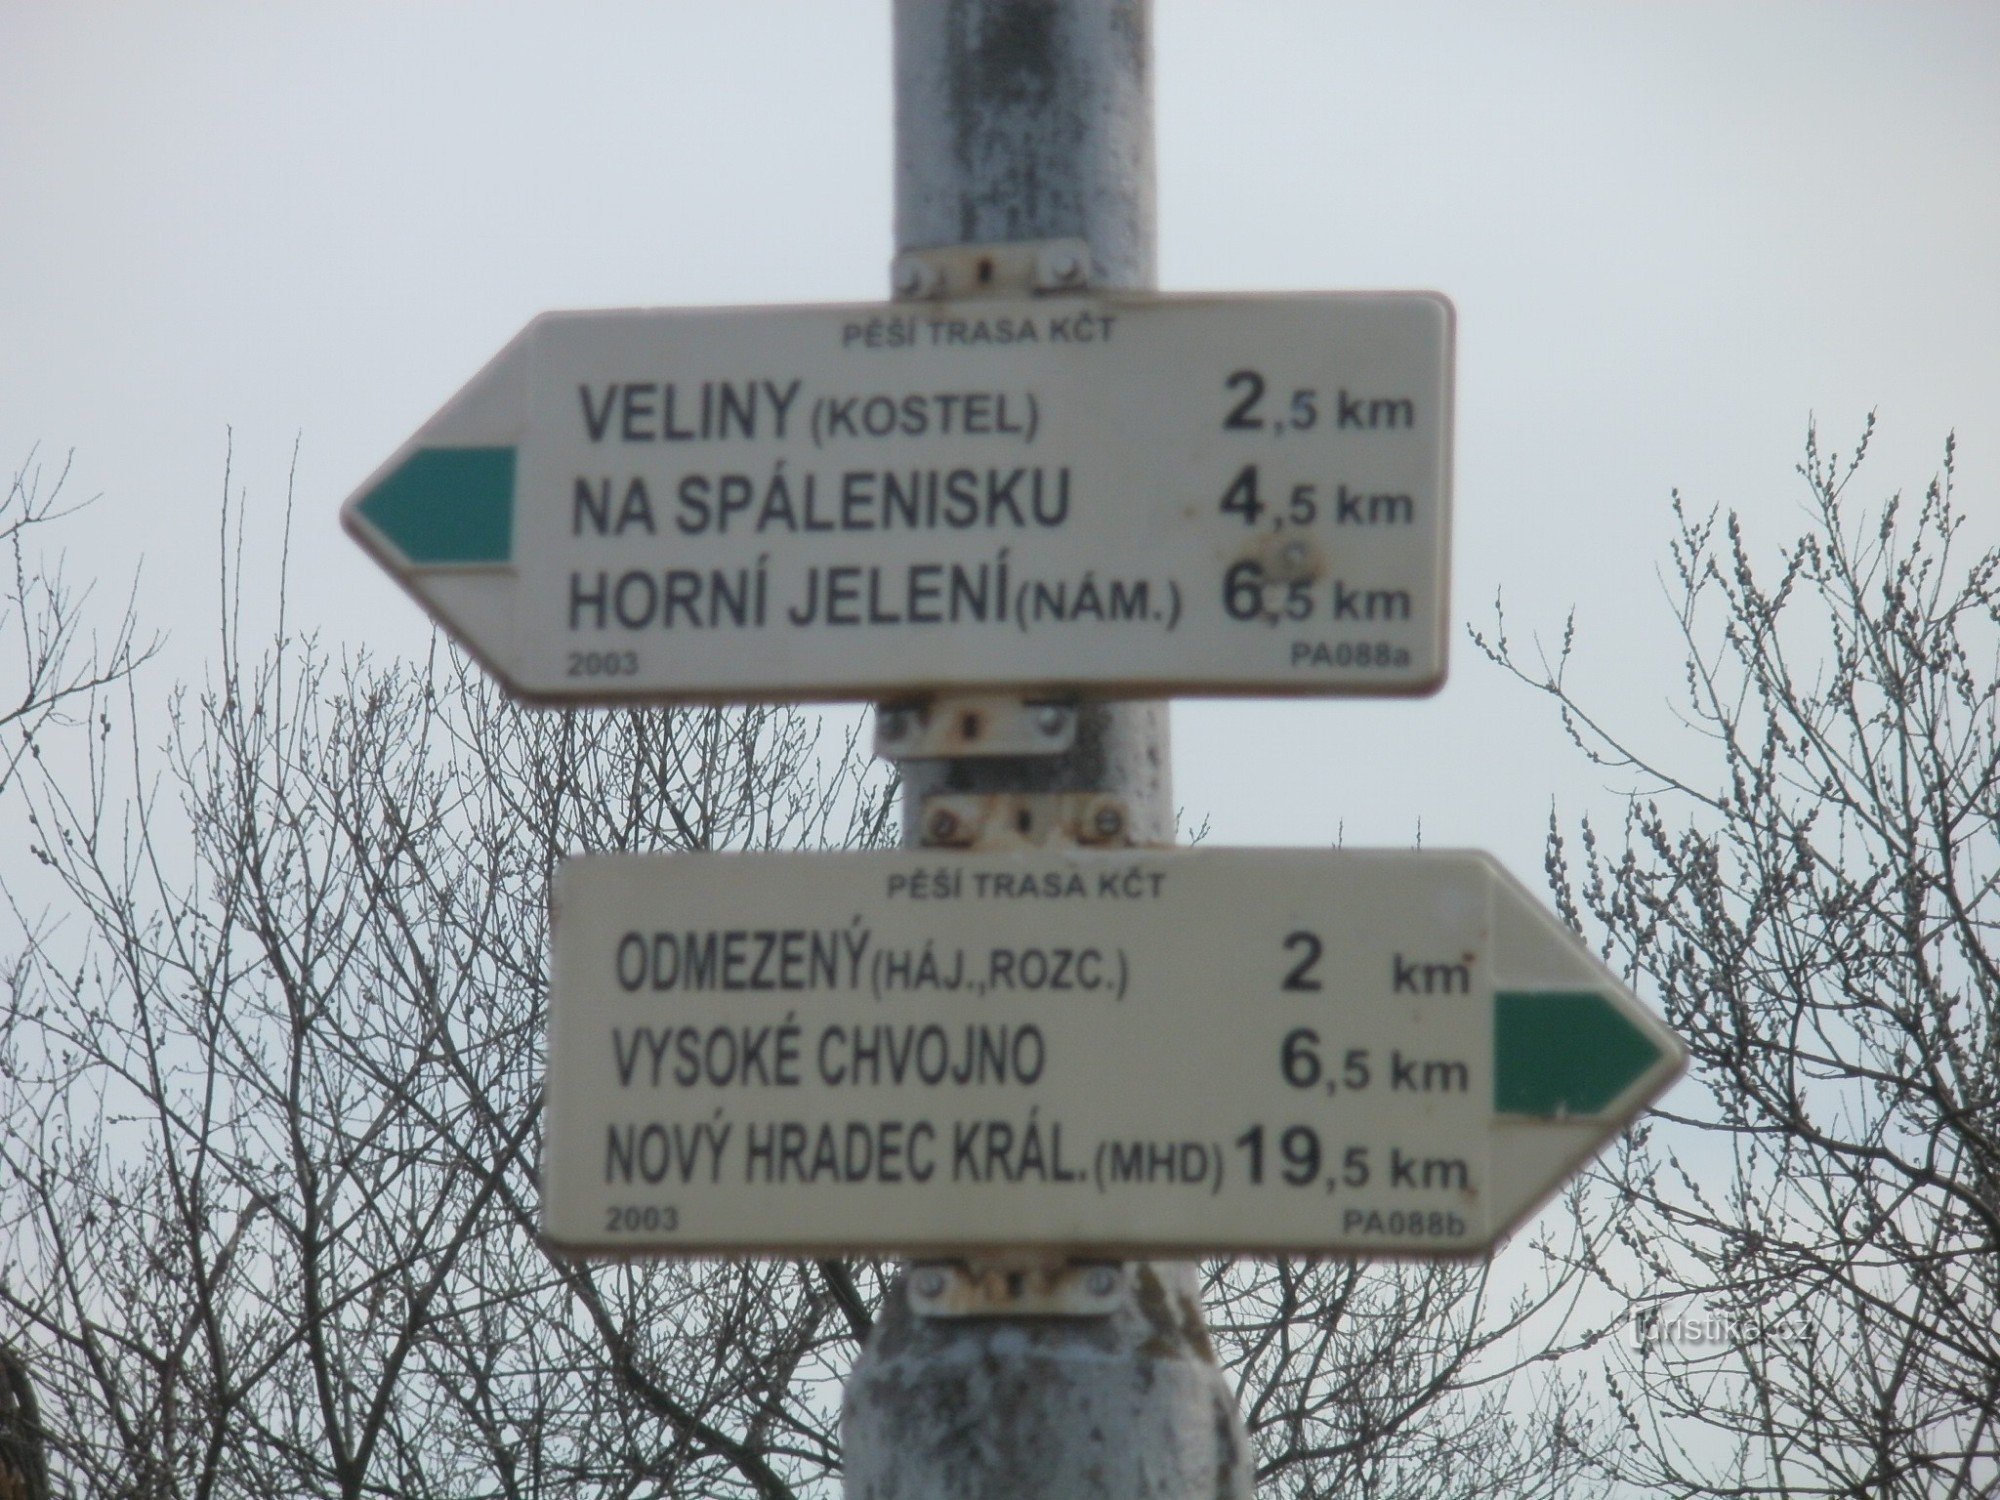 PĚŠÍ TRASA KČT
VELINY (KOSTEL) 2,5 km
NA SPÁLENISKU 4,5 km
HORNÍ JELENÍ (NÁM.) 6,5 km
2003 PA088a
PĚŠÍ TRASA KČT
ODMEZENÝ (HÁJ.,ROZC.) 2 km
VYSOKÉ CHVOJNO 6,5 km
NOVÝ HRADEC KRÁL. (MHD) 19,5 km
2003 PA088b
Turistika.cz